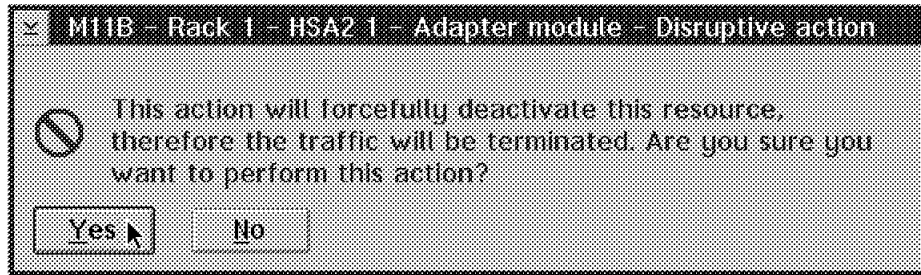 M11B - Rack 1 - HSA2 1 - Adapter module - Disruptive action
This action will forcefully deactivate this resource,
therefore the traffic will be terminated. Are you sure you
want to perform this action?
Yes
No